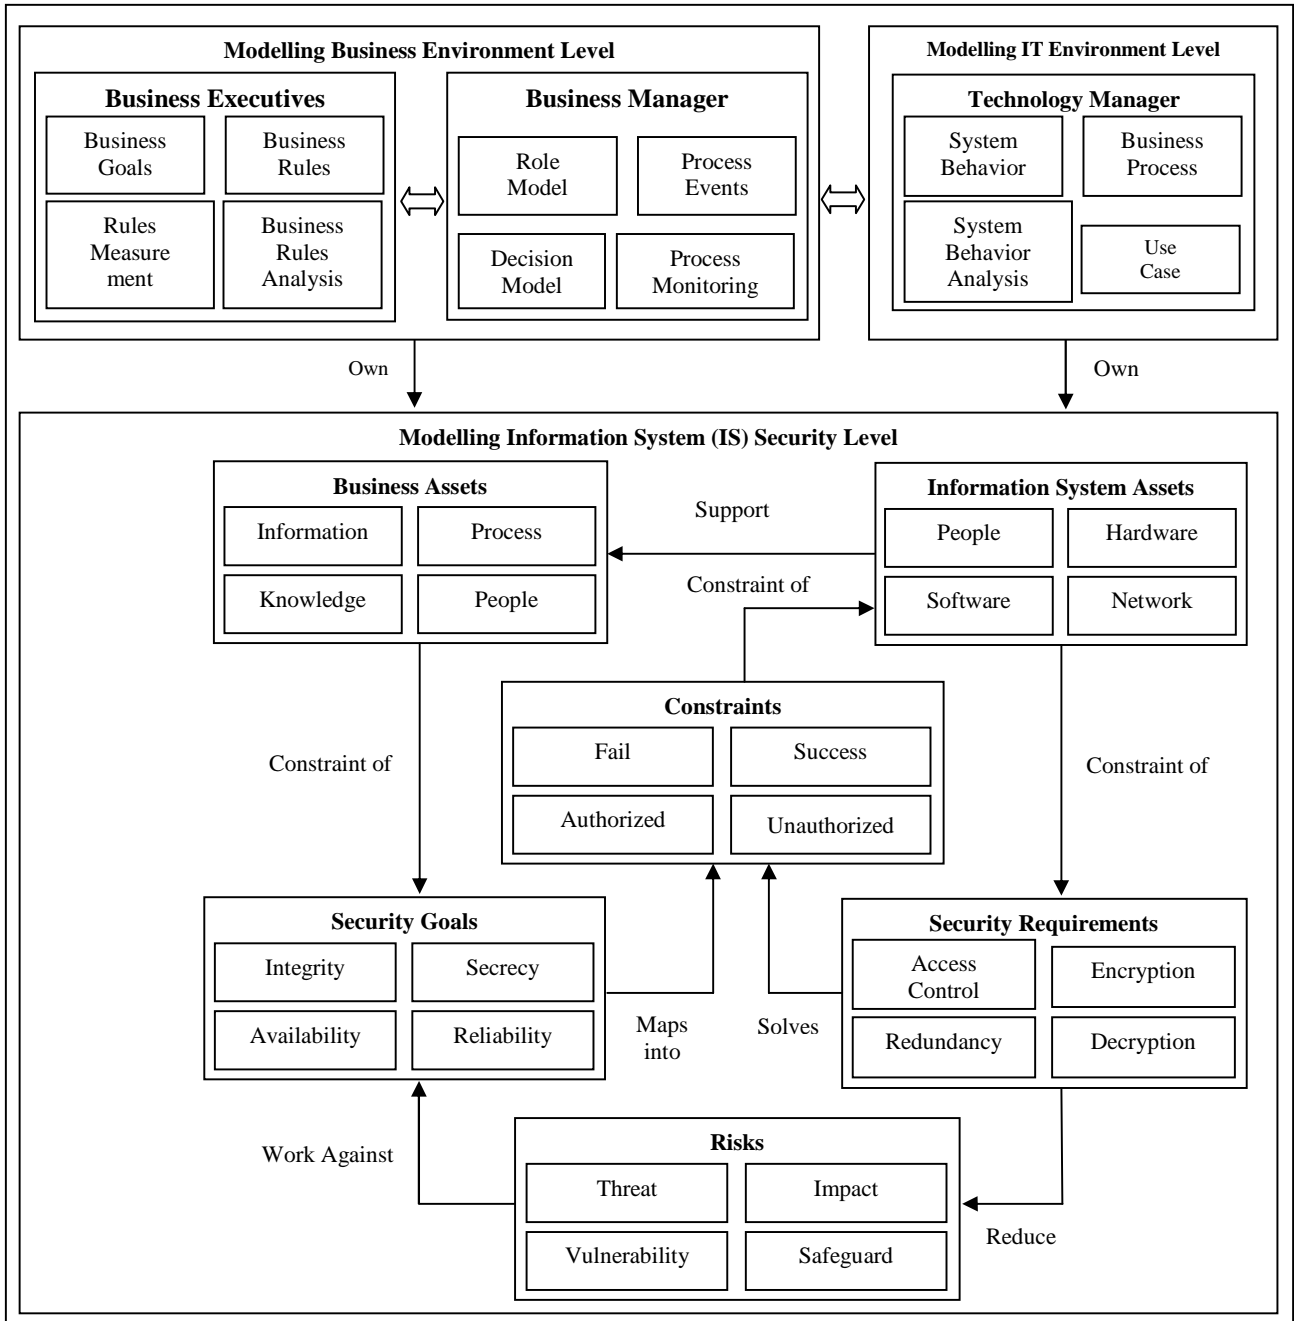 Modelling Business Environment Level
Business Executives
Business
Goals
Business
Rules
Rules
Measure
ment
Business
Rules
Analysis
Business Manager
Role
Model
Process
Events
Decision
Model
Process
Monitoring
Modelling IT Environment Level
Technology Manager
System
Behavior
Business
Process
System
Behavior
Analysis
Use
Case
Own
Own
Modelling Information System (IS) Security Level
Business Assets
Information
Process
Knowledge
People
Support
Constraint of
Information System Assets
People
Hardware
Software
Network
Constraints
Fail
Success
Authorized
Unauthorized
Constraint of
Constraint of
Security Goals
Integrity
Secrecy
Availability
Reliability
Maps
into
Solves
Security Requirements
Access
Control
Encryption
Redundancy
Decryption
Work Against
Risks
Threat
Impact
Vulnerability
Safeguard
Reduce